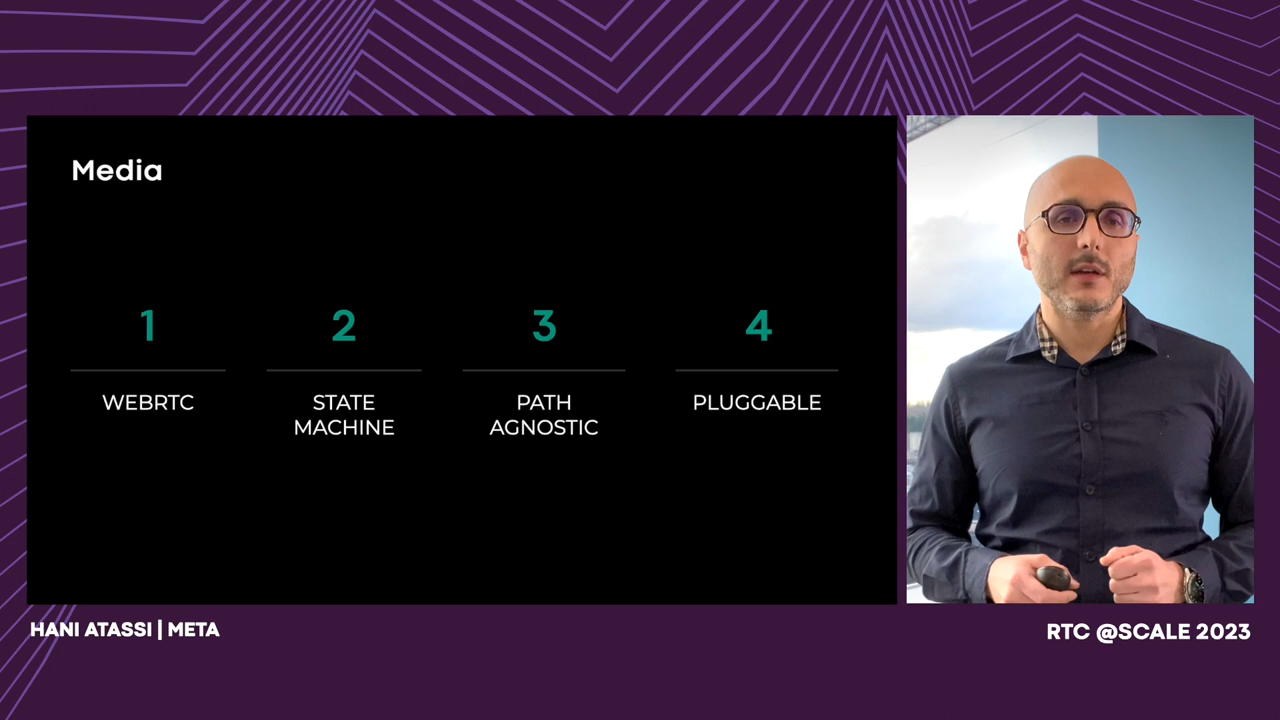 Media
1
WEBRTC
2
STATE
MACHINE
3
PATH
AGNOSTIC
4
PLUGGABLE
HANI ATASSI | META
RTC @SCALE 2023